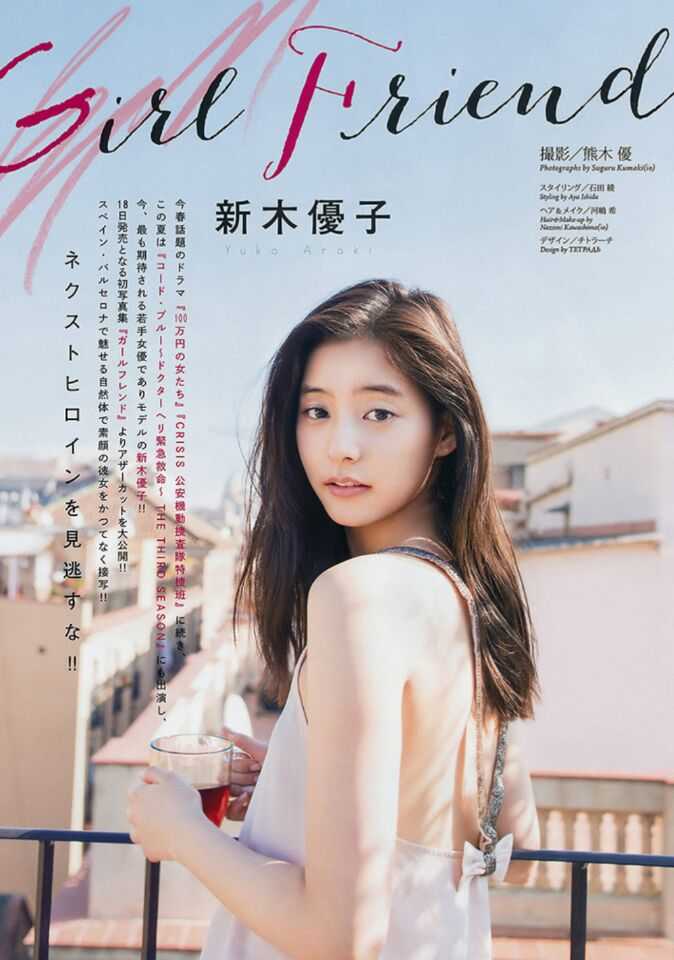 Girl Friend
撮影／熊木 優
Photographs by Suguru Kumaki(io)
スタイリング／石田 綾
Styling by Aya Ishida
ヘア＆メイク／河嶋 希
Hair&Make-up by
Nozomi Kawashima(io)
デザイン／チトラーチ
Design by ТЕТРАДЬ
新木優子
Yuko Araki
今春話題のドラマ『100万円の女たち』『CRISIS 公安機動捜査隊特捜班』に続き、
この夏は『コード・ブルー～ドクターヘリ緊急救命～ THE THIRD SEASON』にも出演し、
今、最も期待される若手女優でありモデルの新木優子!!
18日発売となる初写真集『ガールフレンド』よりアザーカットを大公開!!
スペイン・バルセロナで魅せる自然体で素顔の彼女をかつてなく接写!!
ネクストヒロインを見逃すな!!